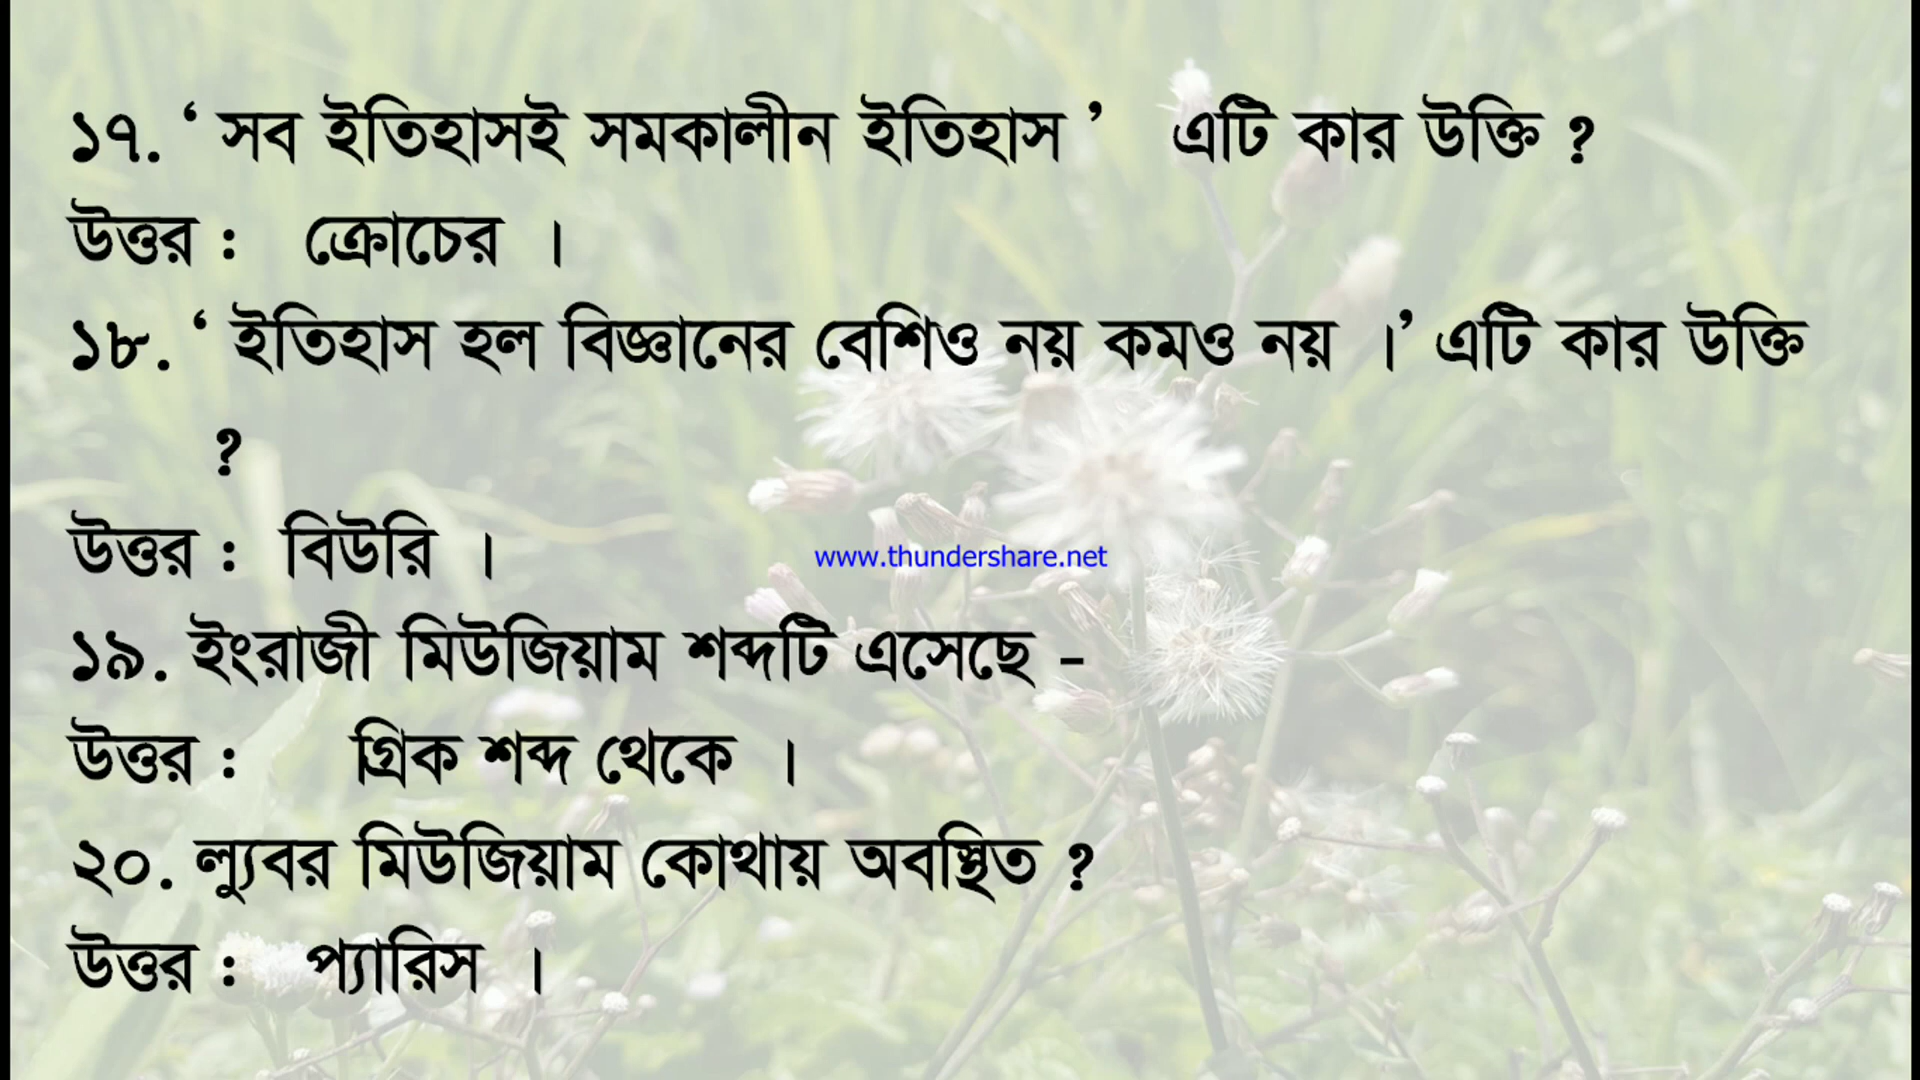 ১৭. ‘ সব ইতিহাসই সমকালীন ইতিহাস ’ এটি কার উক্তি ?
উত্তর : ক্রোচের ।
১৮. ‘ ইতিহাস হল বিজ্ঞানের বেশিও নয় কমও নয় ।’ এটি কার উক্তি
?
উত্তর : বিউরি ।
www.thundershare.net
১৯. ইংরাজী মিউজিয়াম শব্দটি এসেছে -
উত্তর : গ্রিক শব্দ থেকে ।
২০. ল্যুবর মিউজিয়াম কোথায় অবস্থিত ?
উত্তর : প্যারিস ।